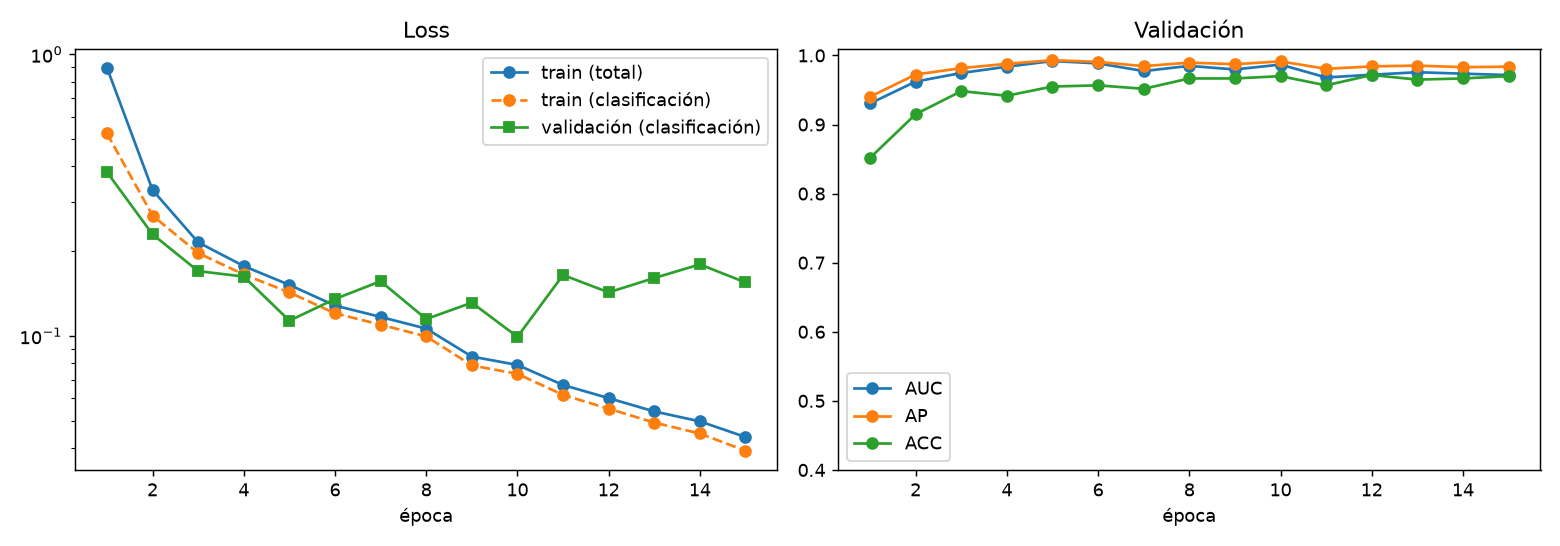 Loss
10⁰
10⁻¹
train (total)
train (clasificación)
validación (clasificación)
2 4 6 8 10 12 14
época
Validación
1.0
0.9
0.8
0.7
0.6
0.5
0.4
AUC
AP
ACC
2 4 6 8 10 12 14
época